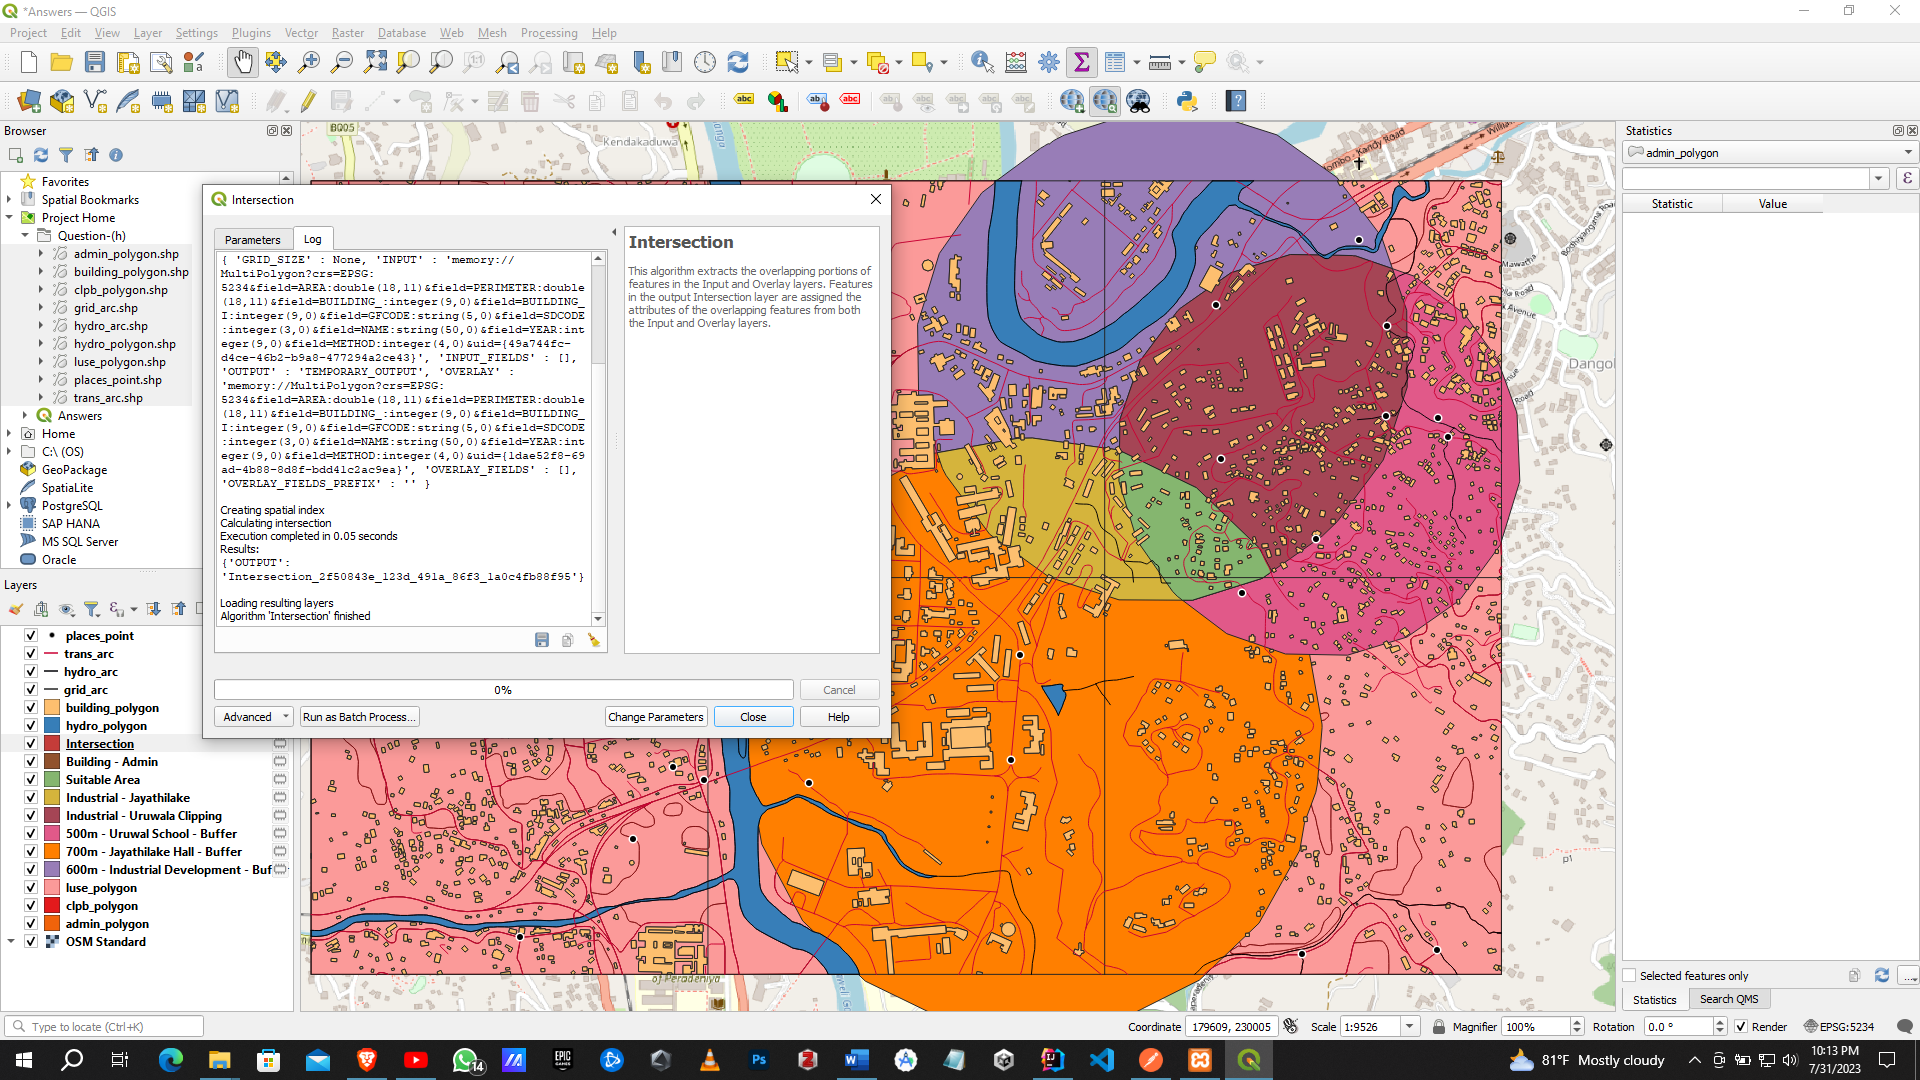 *Answers — QGIS
Project Edit View Layer Settings Plugins Vector Raster Database Web Mesh Processing Help
Browser
Favorites
Spatial Bookmarks
Project Home
Question-(h)
admin_polygon.shp
building_polygon.shp
clpb_polygon.shp
grid_arc.shp
hydro_arc.shp
hydro_polygon.shp
luse_polygon.shp
places_point.shp
trans_arc.shp
Answers
Home
C:\ (OS)
GeoPackage
SpatiaLite
PostgreSQL
SAP HANA
MS SQL Server
Oracle
Layers
places_point
trans_arc
hydro_arc
grid_arc
building_polygon
hydro_polygon
Intersection
Building - Admin
Suitable Area
Industrial - Jayathilake
Industrial - Uruwala Clipping
500m - Uruwal School - Buffer
700m - Jayathilake Hall - Buffer
600m - Industrial Development - Buf
luse_polygon
clpb_polygon
admin_polygon
OSM Standard
Intersection
Parameters Log
{ 'GRID_SIZE' : None, 'INPUT' : 'memory://
MultiPolygon?crs=EPSG:
5234&field=AREA:double(18,11)&field=PERIMETER:double
(18,11)&field=BUILDING_:integer(9,0)&field=BUILDING_
I:integer(9,0)&field=GFCODE:string(5,0)&field=SDCODE
:integer(3,0)&field=NAME:string(50,0)&field=YEAR:int
eger(9,0)&field=METHOD:integer(4,0)&uid={49a744fc-
d4ce-46b2-b9a8-477294a2ce43}', 'INPUT_FIELDS' : [],
'OUTPUT' : 'TEMPORARY_OUTPUT', 'OVERLAY' :
'memory://MultiPolygon?crs=EPSG:
5234&field=AREA:double(18,11)&field=PERIMETER:double
(18,11)&field=BUILDING_:integer(9,0)&field=BUILDING_
I:integer(9,0)&field=GFCODE:string(5,0)&field=SDCODE
:integer(3,0)&field=NAME:string(50,0)&field=YEAR:int
eger(9,0)&field=METHOD:integer(4,0)&uid={1dae52f8-69
ad-4b88-8d8f-bdd41c2ac9ea}', 'OVERLAY_FIELDS' : [],
'OVERLAY_FIELDS_PREFIX' : '' }
Creating spatial index
Calculating intersection
Execution completed in 0.05 seconds
Results:
{'OUTPUT':
'Intersection_2f50843e_123d_491a_86f3_1a0c4fb88f95'}
Loading resulting layers
Algorithm 'Intersection' finished
Intersection
This algorithm extracts the overlapping portions of
features in the Input and Overlay layers. Features
in the output Intersection layer are assigned the
attributes of the overlapping features from both
the Input and Overlay layers.
0%
Cancel
Advanced Run as Batch Process... Change Parameters Close Help
B005
Kendakaduwa
Dangol
of Peradeniya
Statistics
admin_polygon
Statistic Value
Selected features only
Statistics Search QMS
Type to locate (Ctrl+K)
Coordinate 179609, 230005 Scale 1:9526 Magnifier 100% Rotation 0.0 ° Render EPSG:5234
14
81°F Mostly cloudy
10:13 PM
7/31/2023